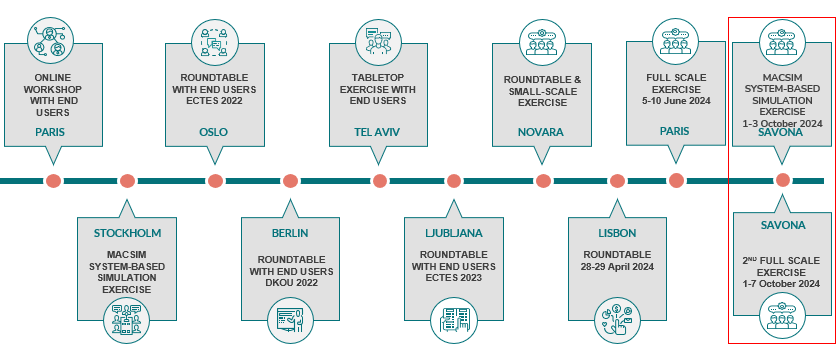 ONLINE
WORKSHOP
WITH END
USERS
PARIS
ROUNDTABLE
WITH END USERS
ECTES 2022
OSLO
TABLETOP
EXERCISE WITH
END USERS
TEL AVIV
ROUNDTABLE &
SMALL-SCALE
EXERCISE
NOVARA
FULL SCALE
EXERCISE
5-10 June 2024
PARIS
MACSIM
SYSTEM-BASED
SIMULATION
EXERCISE
1-3 October 2024
SAVONA
STOCKHOLM
MACSIM
SYSTEM-BASED
SIMULATION
EXERCISE
BERLIN
ROUNDTABLE
WITH END USERS
DKOU 2022
LJUBLJANA
ROUNDTABLE
WITH END USERS
ECTES 2023
LISBON
ROUNDTABLE
28-29 April 2024
SAVONA
2ND FULL SCALE
EXERCISE
1-7 October 2024